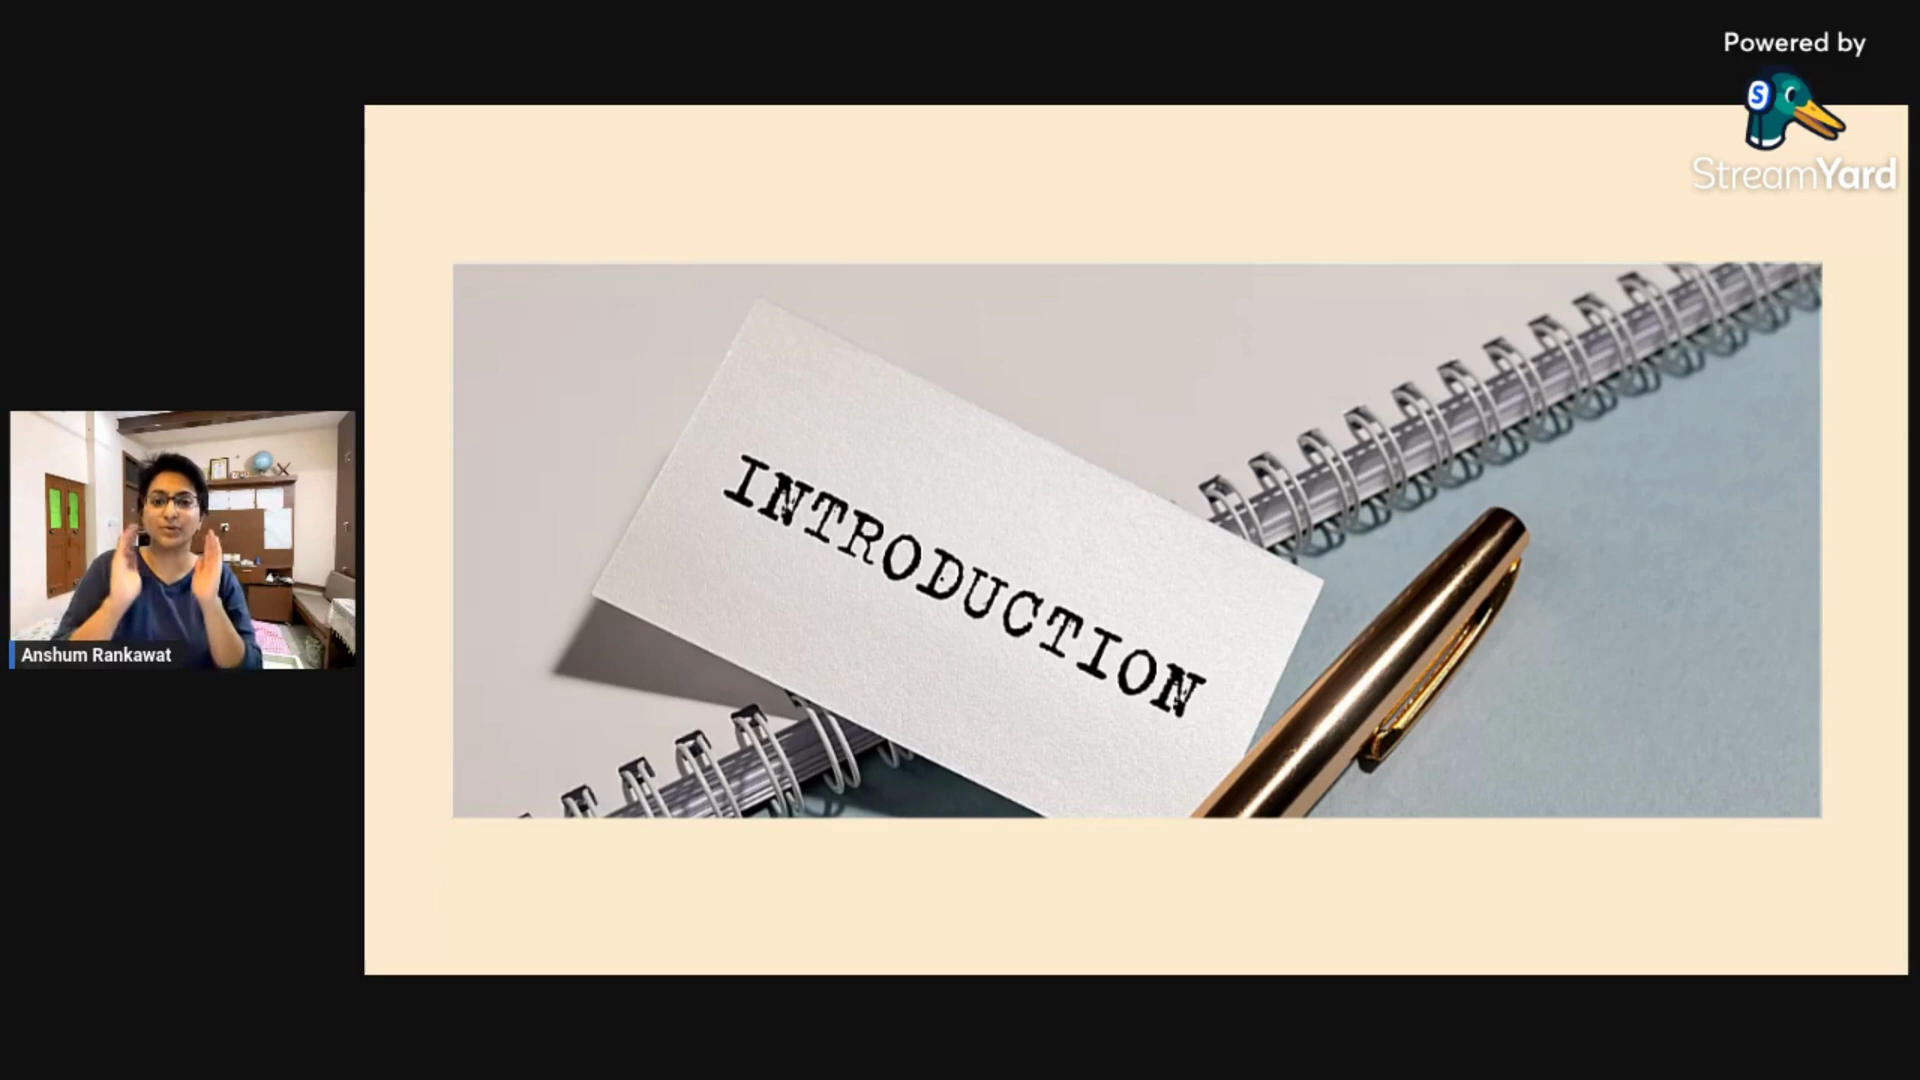 Powered by
S
StreamYard
INTRODUCTION
Anshum Rankawat